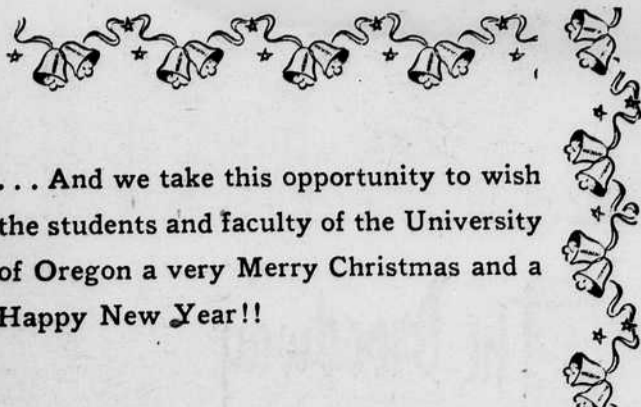 ... And we take this opportunity to wish
the students and faculty of the University
of Oregon a very Merry Christmas and a
Happy New Year!!